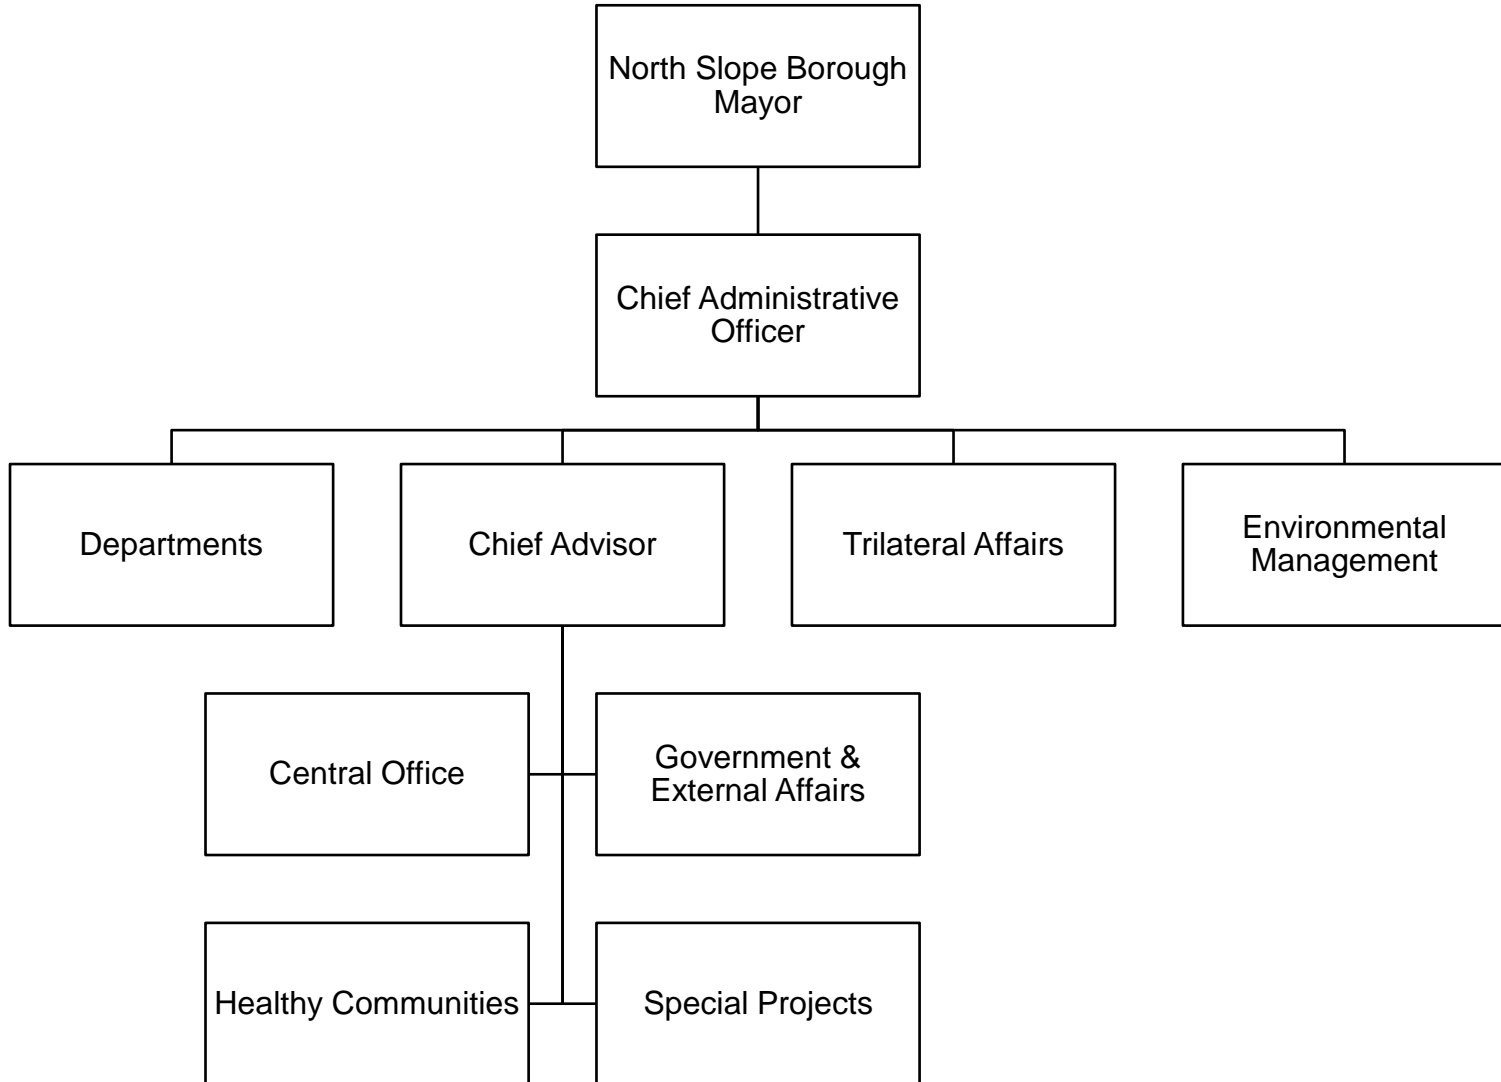 North Slope Borough
Mayor
Chief Administrative
Officer
Departments
Chief Advisor
Trilateral Affairs
Environmental
Management
Central Office
Government &
External Affairs
Healthy Communities
Special Projects